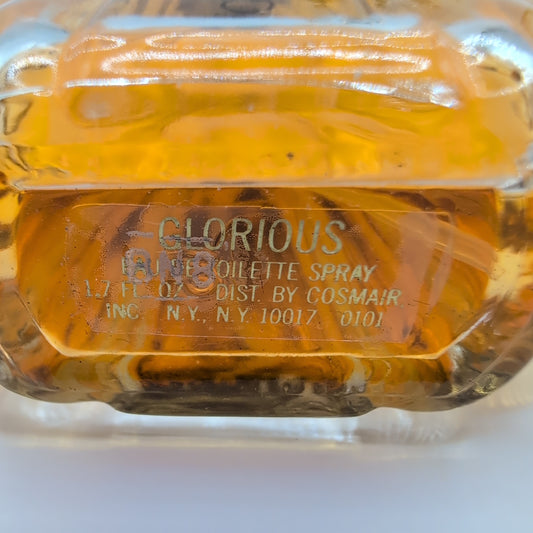 GLORIOUS
EAU DE TOILETTE SPRAY
1.7 FL. OZ. DIST. BY COSMAIR
INC. N.Y., N.Y. 10017 0101